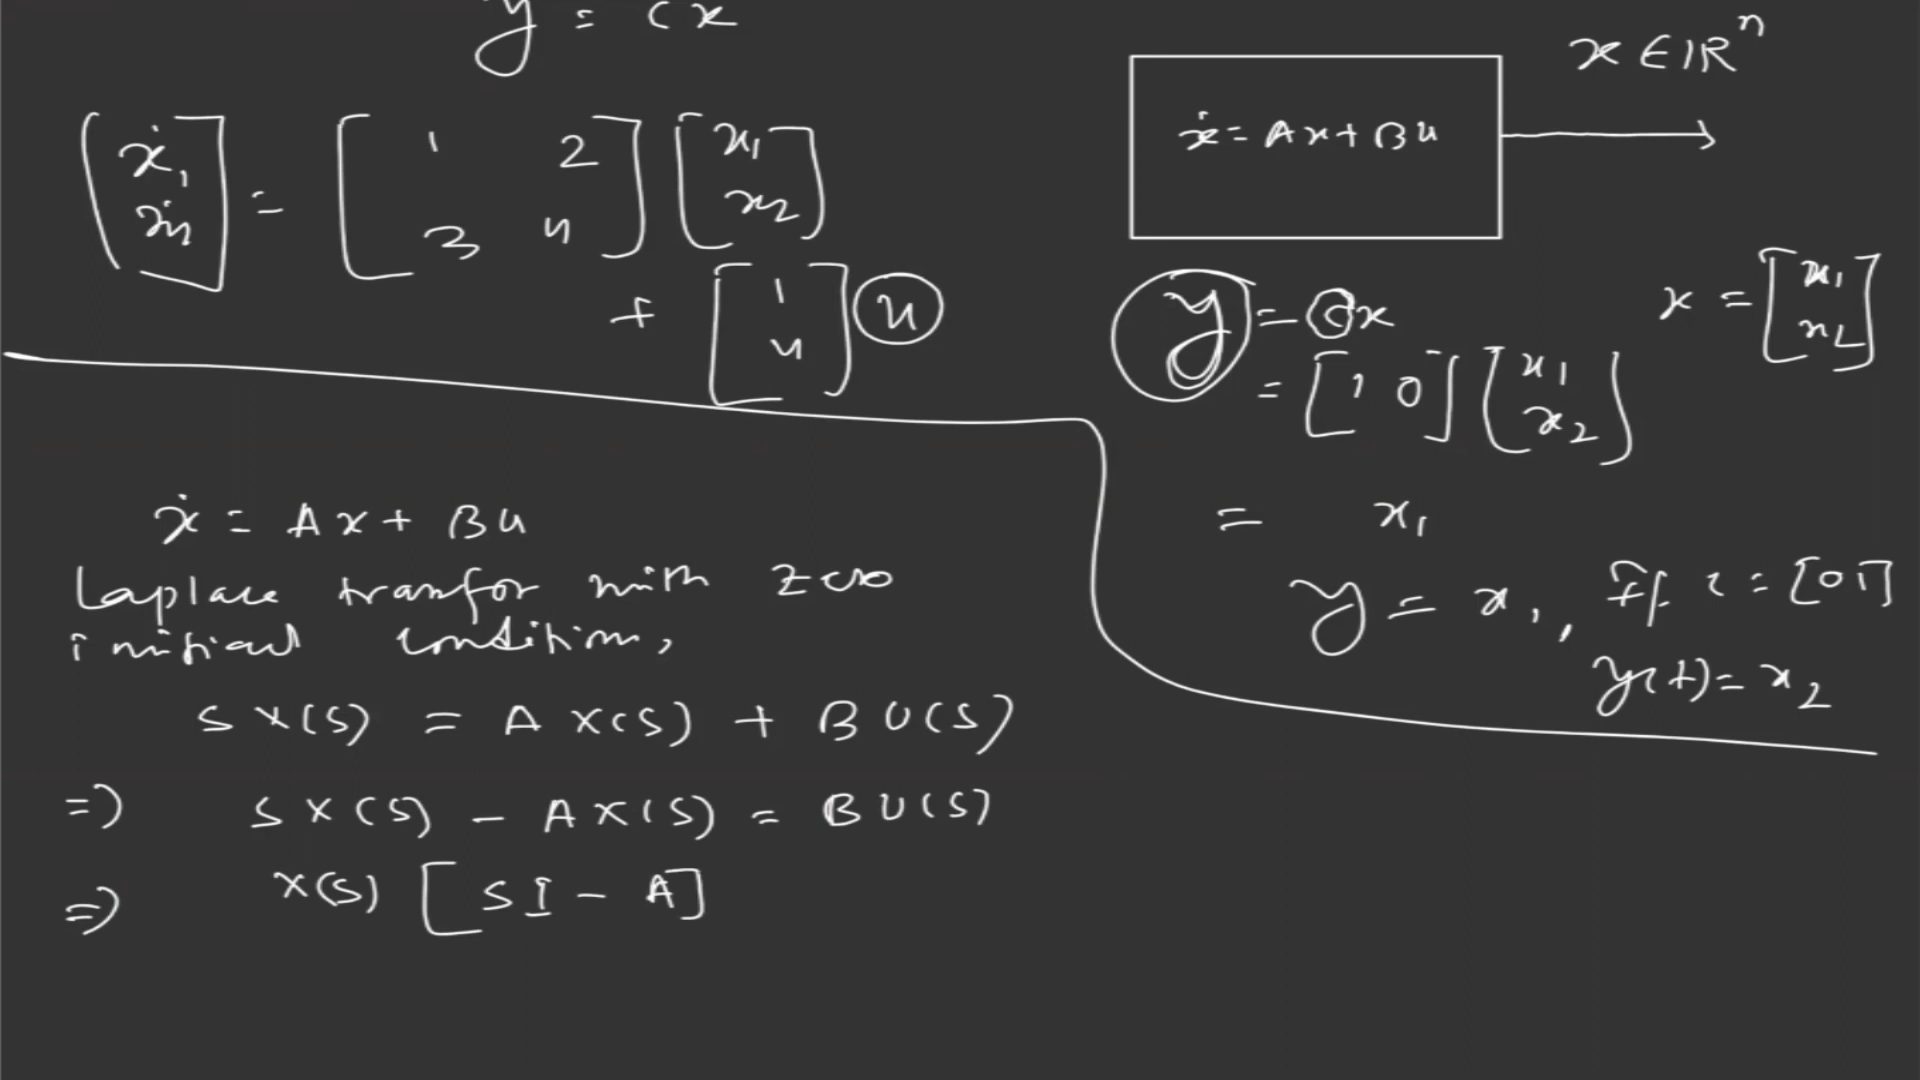 y = Cx
[ẋ₁ ẋ₂] = [1 2 3 4] [x₁ x₂]
+ [1 4] u
ẋ = Ax + Bu
x ∈ ℝⁿ
y = Cx
x = [x₁ x₂]
= [1 0] [x₁ x₂]
= x₁
y = x₁, If C = [0 1]
y(t) = x₂
ẋ = Ax + Bu
Laplace transfor with zero
initial condition,
sX(s) = A X(s) + B U(s)
=> sX(s) - AX(s) = BU(s)
=> X(s) [sI - A]